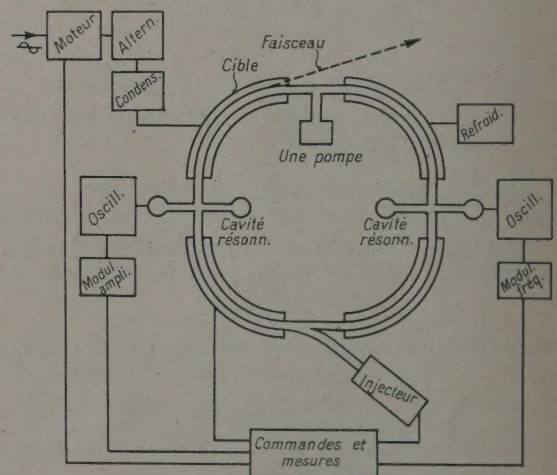 Moteur
Altern.
Condens.
Cible
Faisceau
Une pompe
Refroid.
Oscill.
Cavité
résonn.
Cavité
résonn.
Oscill.
Modul.
ampli.
Modul.
fréq.
Injecteur
Commandes et
mesures